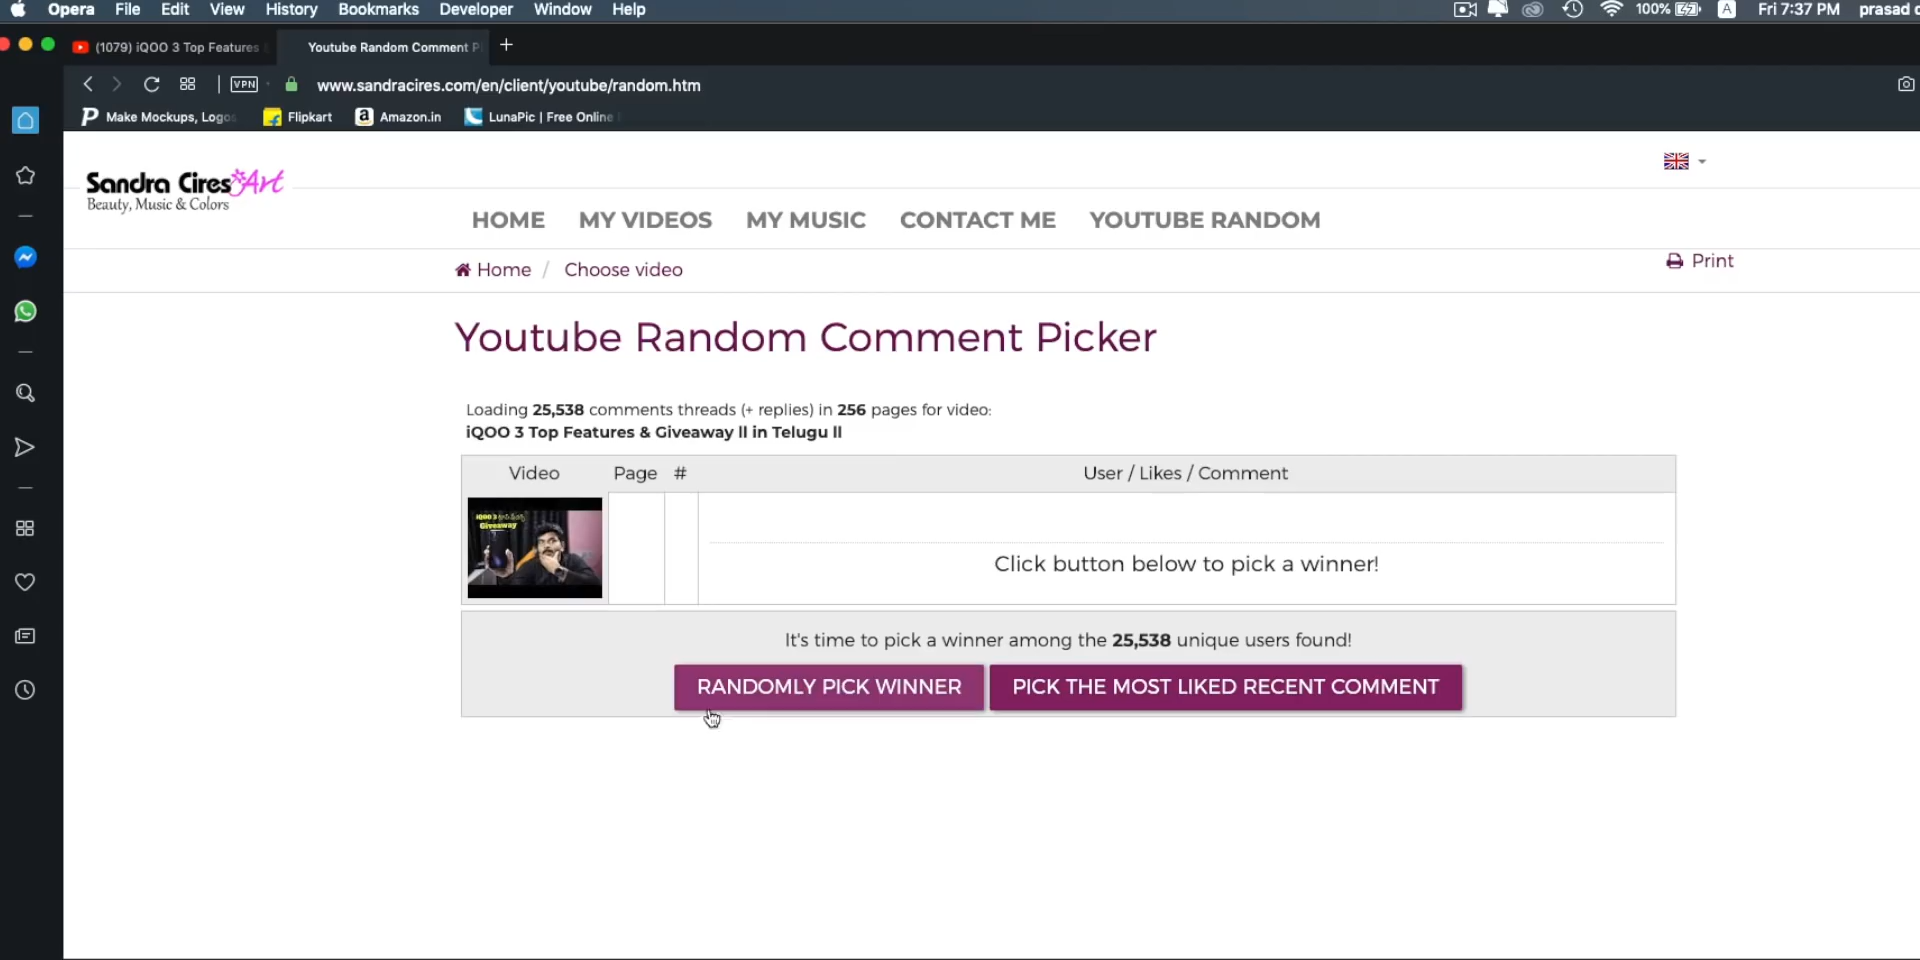 Opera File Edit View History Bookmarks Developer Window Help 100% A Fri 7:37 PM prasad
(1079) iQOO 3 Top Features Youtube Random Comment P
VPN www.sandracires.com/en/client/youtube/random.htm
Make Mockups, Logos Flipkart Amazon.in LunaPic | Free Online
Sandra Cires Art
Beauty, Music & Colors
HOME MY VIDEOS MY MUSIC CONTACT ME YOUTUBE RANDOM
Home / Choose video
Print
Youtube Random Comment Picker
Loading 25,538 comments threads (+ replies) in 256 pages for video:
iQOO 3 Top Features & Giveaway ll in Telugu ll
Video Page # User / Likes / Comment
Giveaway
Click button below to pick a winner!
It's time to pick a winner among the 25,538 unique users found!
RANDOMLY PICK WINNER PICK THE MOST LIKED RECENT COMMENT